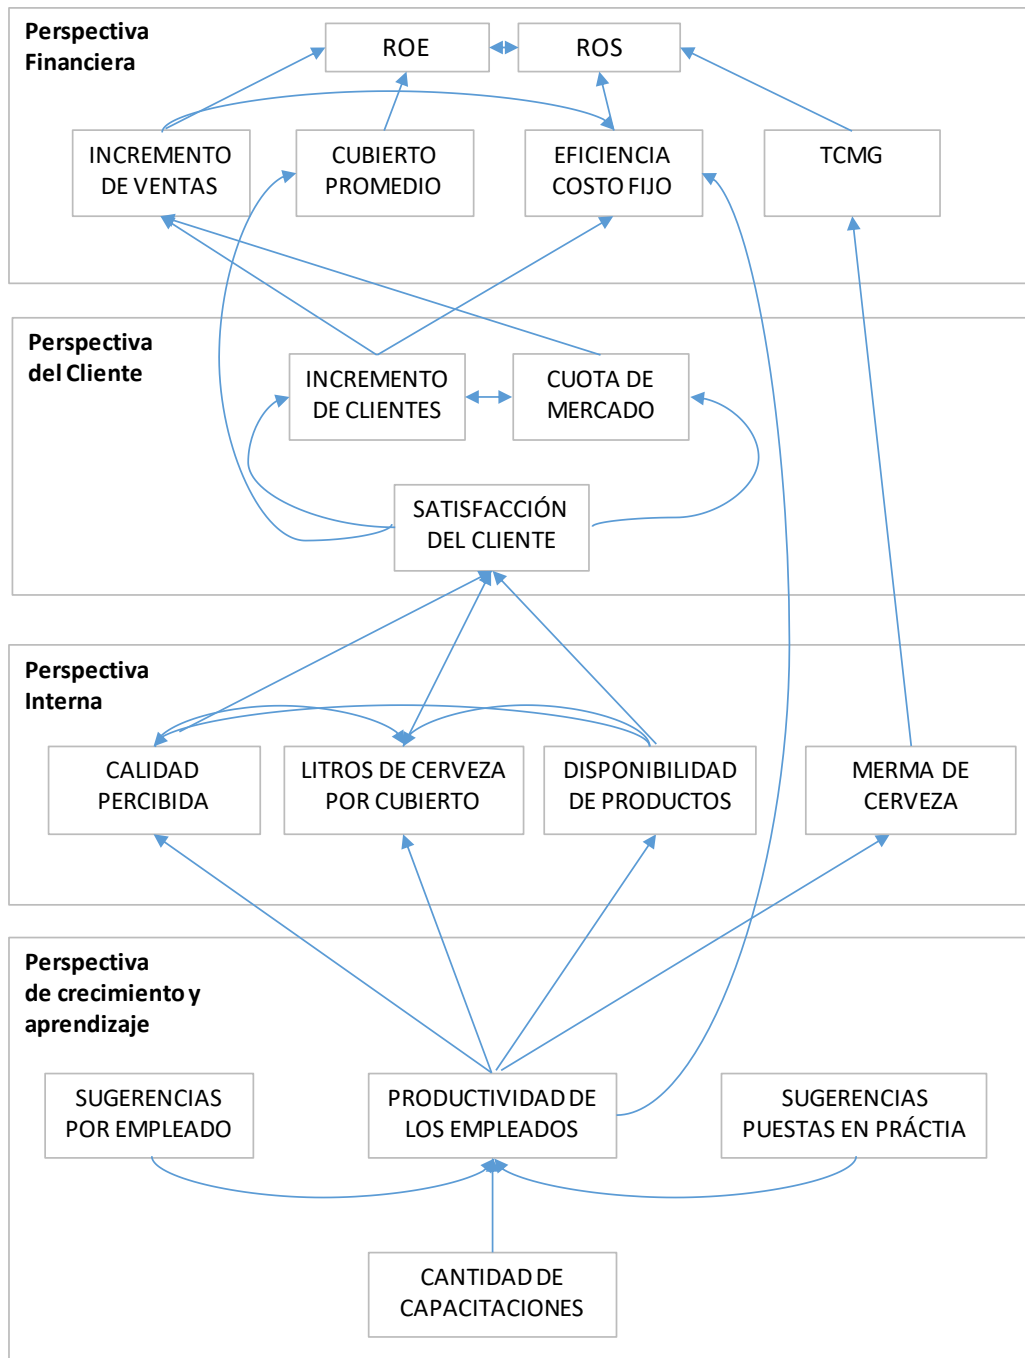 Perspectiva
Financiera
ROE
ROS
INCREMENTO
DE VENTAS
CUBIERTO
PROMEDIO
EFICIENCIA
COSTO FIJO
TCMG
Perspectiva
del Cliente
INCREMENTO
DE CLIENTES
CUOTA DE
MERCADO
SATISFACCIÓN
DEL CLIENTE
Perspectiva
Interna
CALIDAD
PERCIBIDA
LITROS DE CERVEZA
POR CUBIERTO
DISPONIBILIDAD
DE PRODUCTOS
MERMA DE
CERVEZA
Perspectiva
de crecimiento y
aprendizaje
SUGERENCIAS
POR EMPLEADO
PRODUCTIVIDAD DE
LOS EMPLEADOS
SUGERENCIAS
PUESTAS EN PRÁCTIA
CANTIDAD DE
CAPACITACIONES